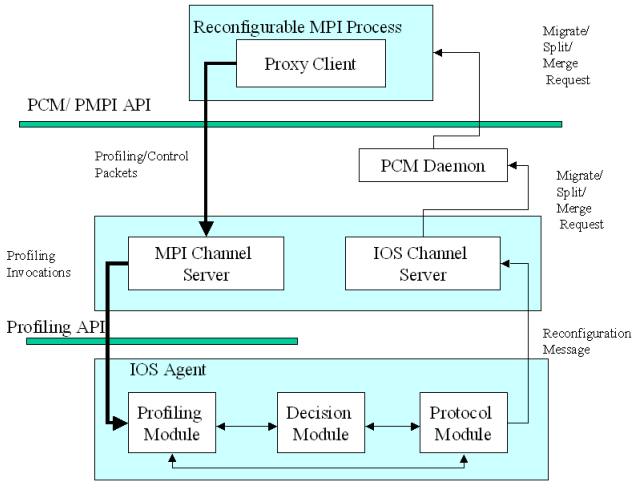 Reconfigurable MPI Process
Proxy Client
Migrate/
Split/
Merge
Request
PCM/ PMPI API
Profiling/Control
Packets
PCM Daemon
Migrate/
Split/
Merge
Request
Profiling
Invocations
MPI Channel
Server
IOS Channel
Server
Profiling API
Reconfiguration
Message
IOS Agent
Profiling
Module
Decision
Module
Protocol
Module